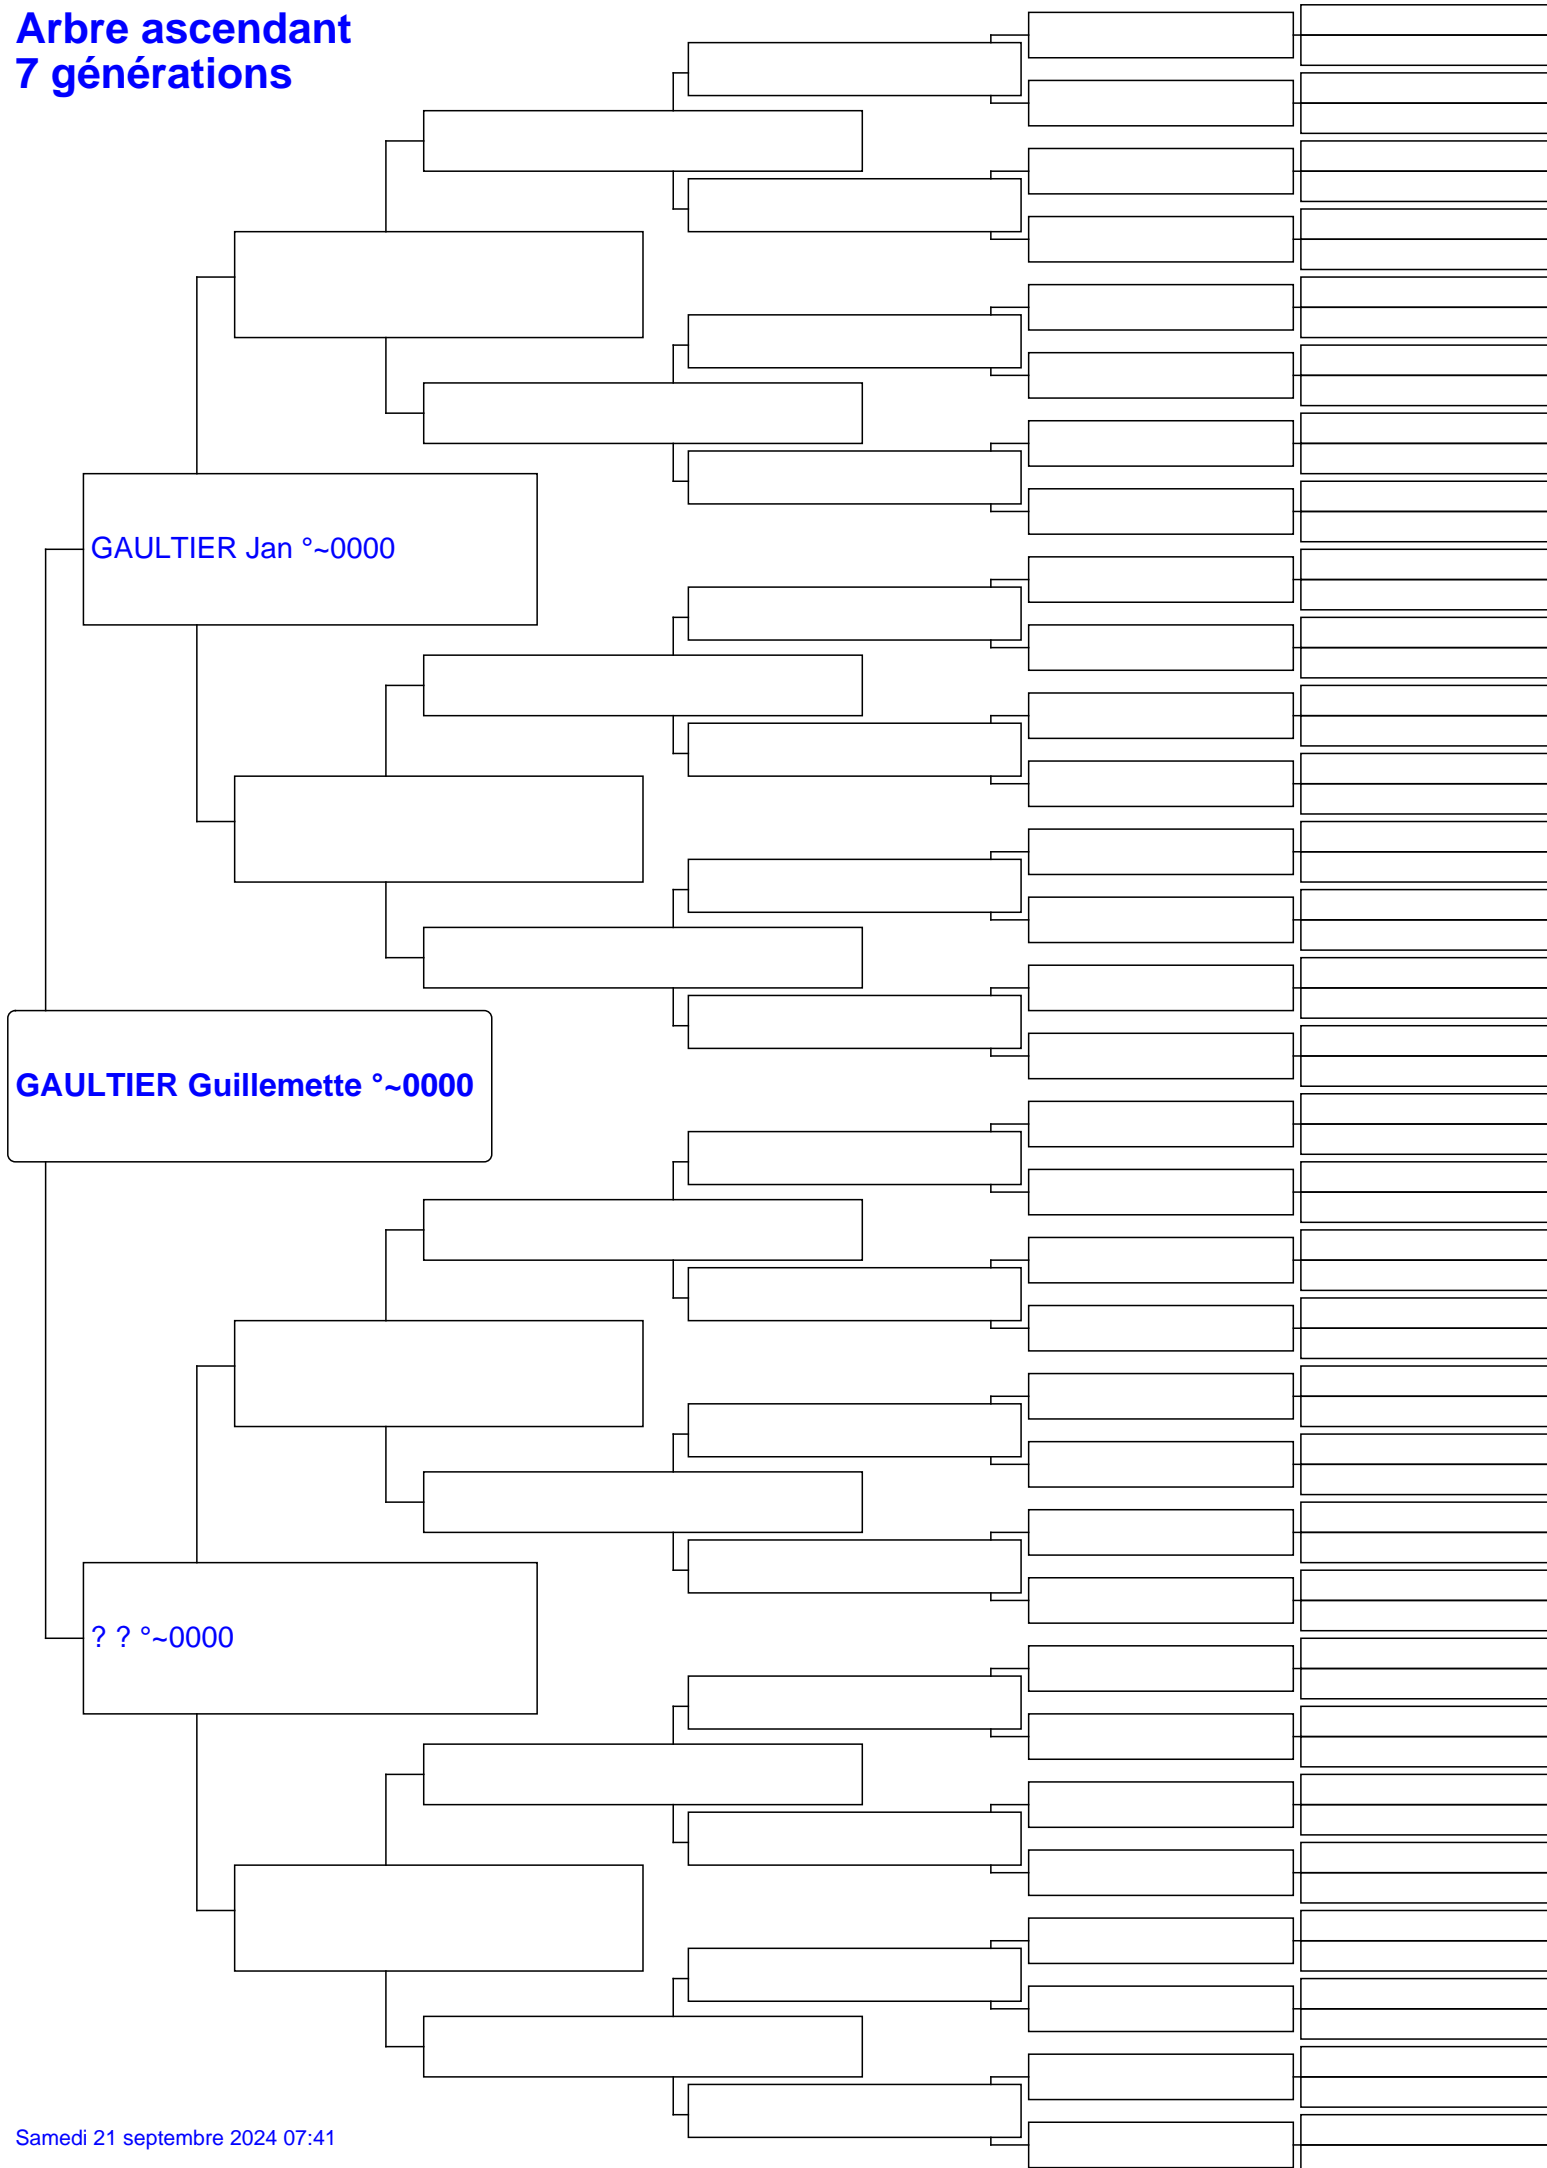 Arbre ascendant
7 générations
GAULTIER Jan °~0000
GAULTIER Guillemette °~0000
? ? °~0000
Samedi 21 septembre 2024 07:41